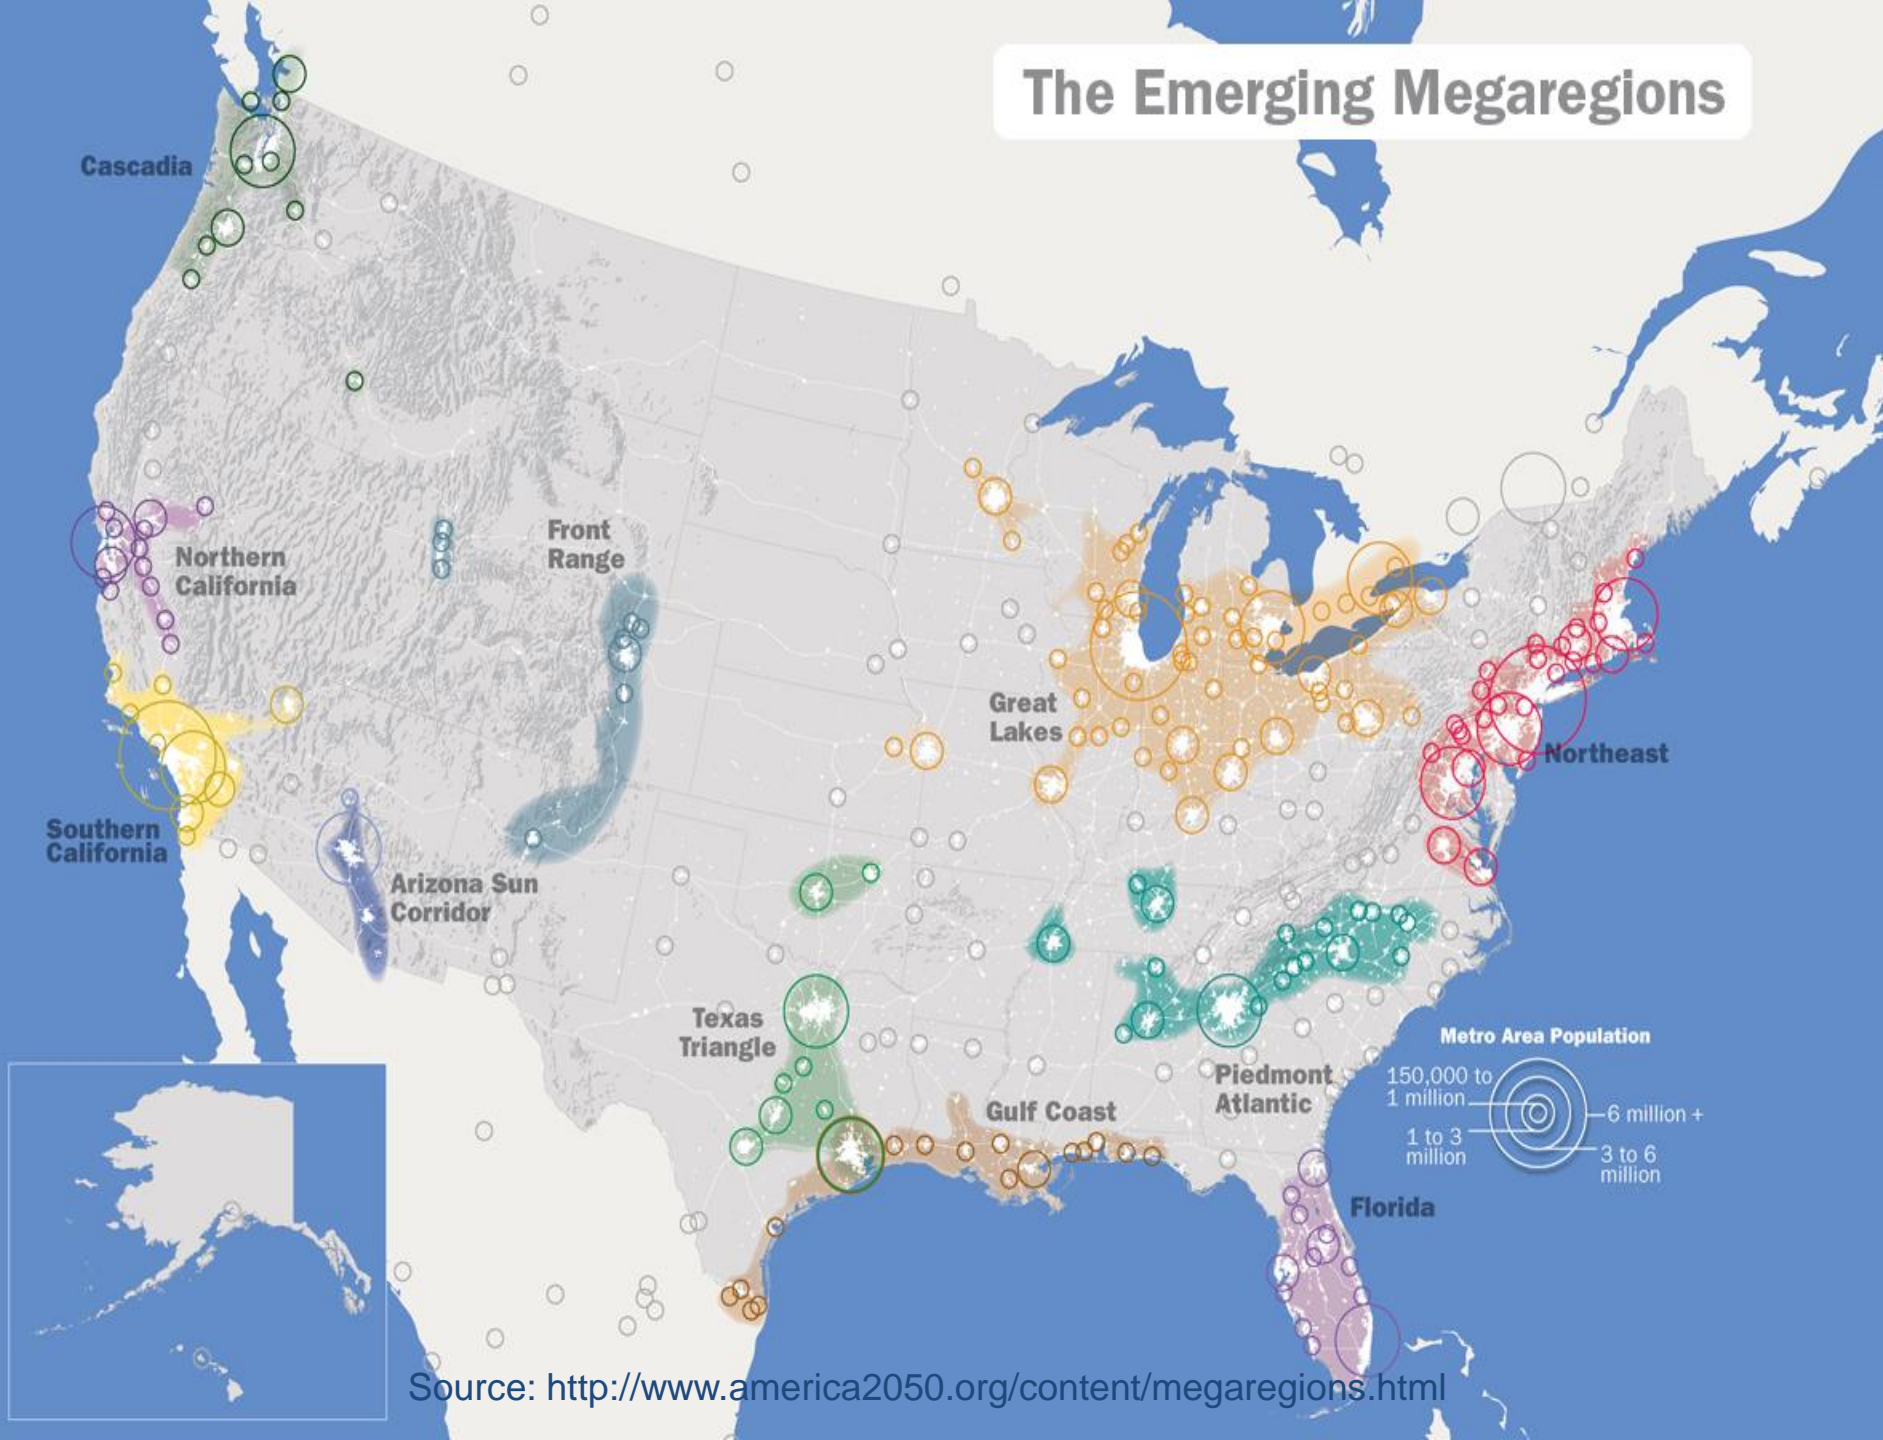 The Emerging Megaregions
Cascadia
Northern
California
Front
Range
Great
Lakes
Northeast
Southern
California
Arizona Sun
Corridor
Texas
Triangle
Gulf Coast
Piedmont
Atlantic
Florida
Metro Area Population
150,000 to
1 million
6 million +
1 to 3
million
3 to 6
million
Source: http://www.america2050.org/content/megaregions.html